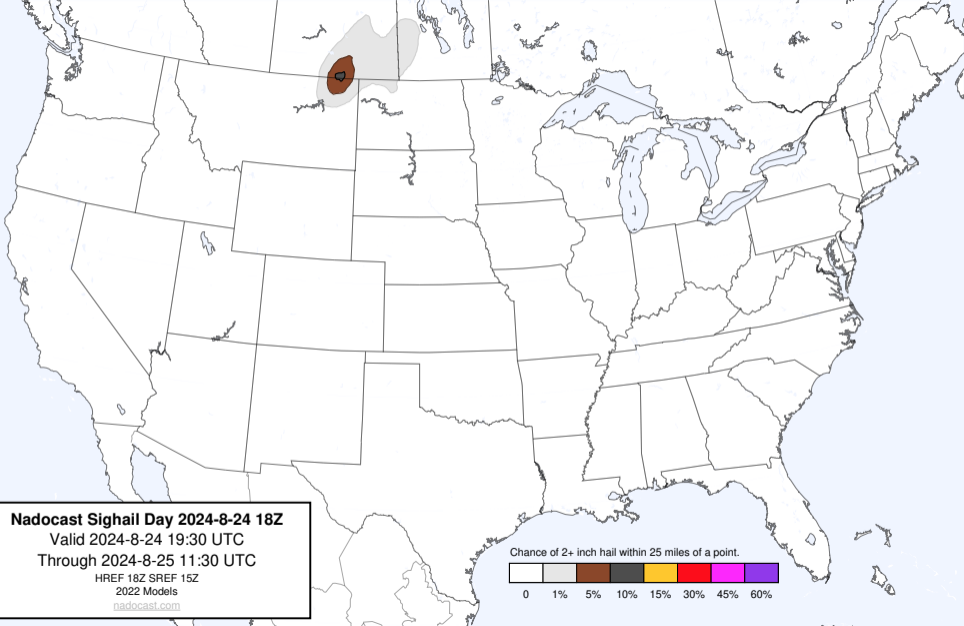 Nadocast Sighail Day 2024-8-24 18Z
Valid 2024-8-24 19:30 UTC
Through 2024-8-25 11:30 UTC
HREF 18Z SREF 15Z
2022 Models
nadocast.com
Chance of 2+ inch hail within 25 miles of a point.
0 1% 5% 10% 15% 30% 45% 60%